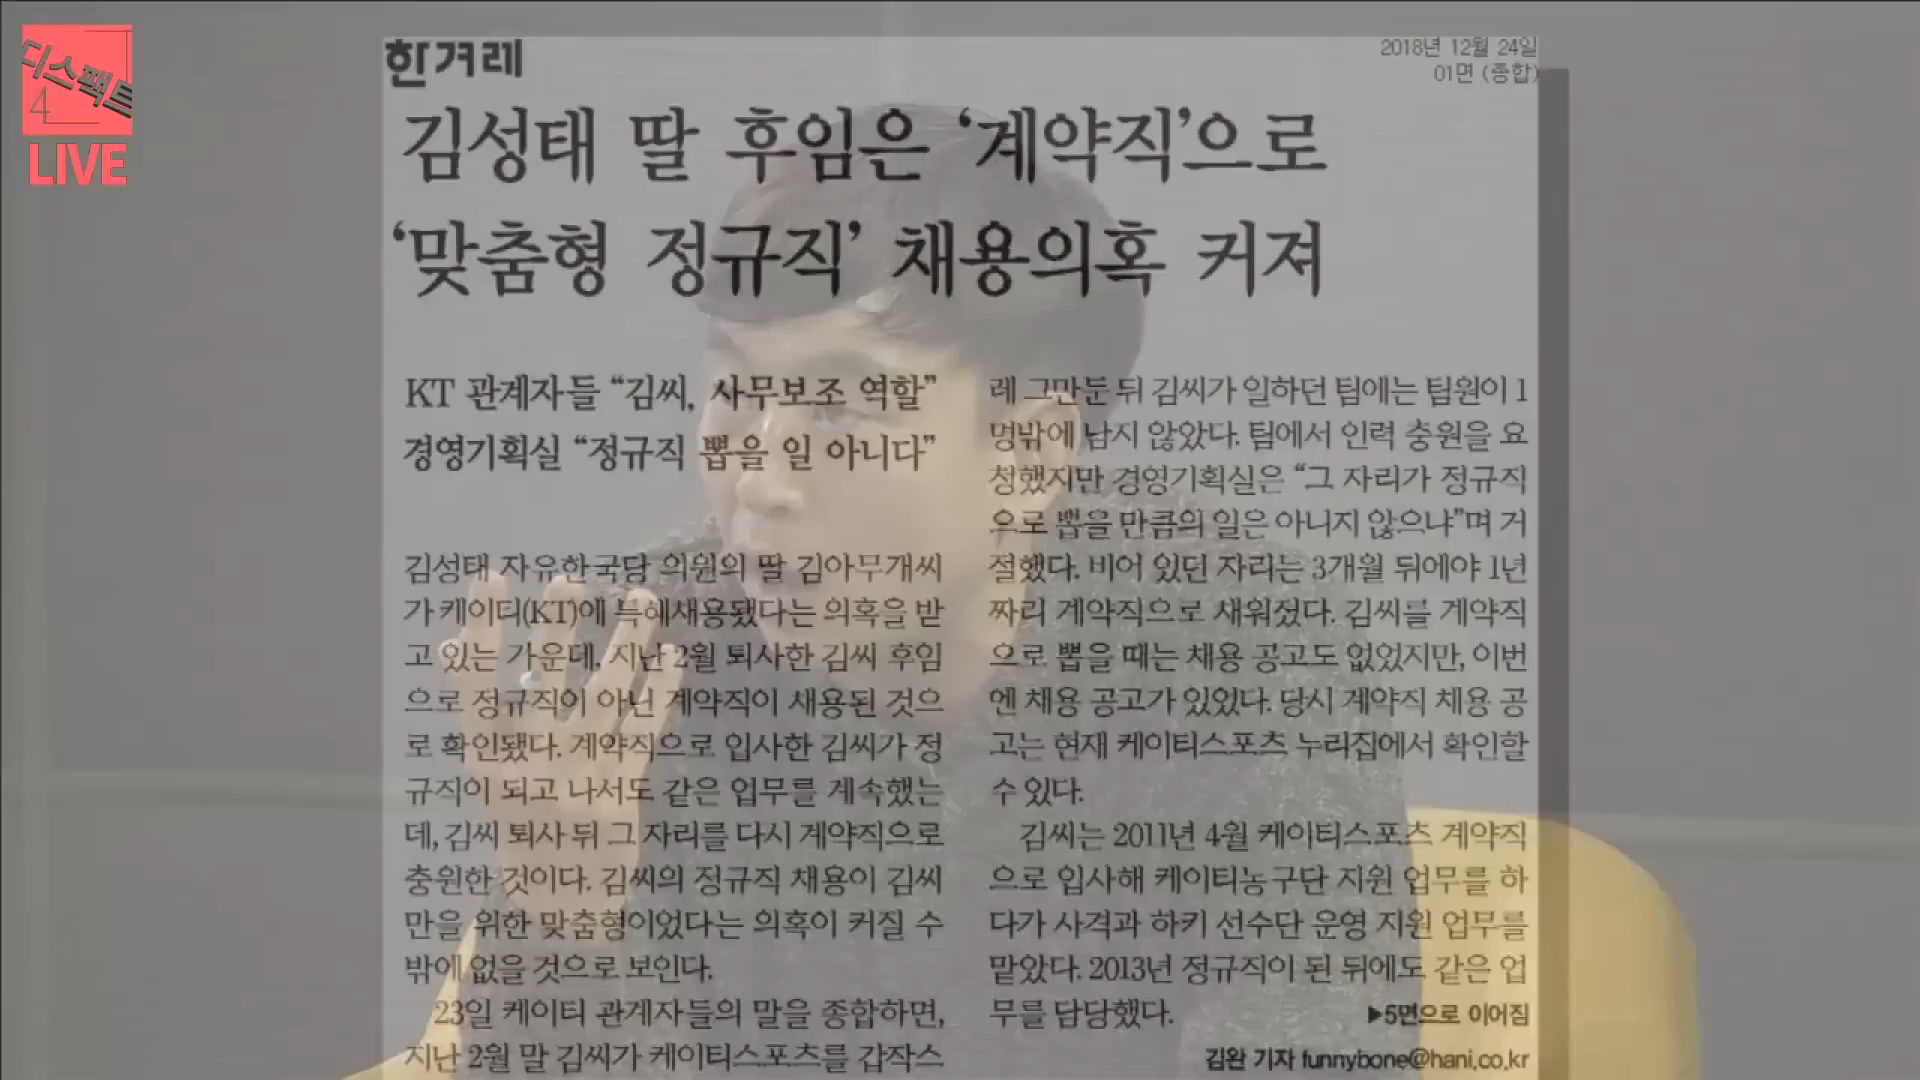 디스팩트
4
LIVE
한겨레
2018년 12월 24일
01면 (종합)
김성태 딸 후임은 ‘계약직’으로
‘맞춤형 정규직’ 채용의혹 커져
KT 관계자들 “김씨, 사무보조 역할”
경영기획실 “정규직 뽑을 일 아니다”
김성태 자유한국당 의원의 딸 김아무개씨
가 케이티(KT)에 특혜채용됐다는 의혹을 받
고 있는 가운데, 지난 2월 퇴사한 김씨 후임
으로 정규직이 아닌 계약직이 채용된 것으
로 확인됐다. 계약직으로 입사한 김씨가 정
규직이 되고 나서도 같은 업무를 계속했는
데, 김씨 퇴사 뒤 그 자리를 다시 계약직으로
충원한 것이다. 김씨의 정규직 채용이 김씨
만을 위한 맞춤형이었다는 의혹이 커질 수
밖에 없을 것으로 보인다.
23일 케이티 관계자들의 말을 종합하면,
지난 2월 말 김씨가 케이티스포츠를 갑작스
레 그만둔 뒤 김씨가 일하던 팀에는 팀원이 1
명밖에 남지 않았다. 팀에서 인력 충원을 요
청했지만 경영기획실은 “그 자리가 정규직
으로 뽑을 만큼의 일은 아니지 않으냐”며 거
절했다. 비어 있던 자리는 3개월 뒤에야 1년
짜리 계약직으로 채워졌다. 김씨를 계약직
으로 뽑을 때는 채용 공고도 없었지만, 이번
엔 채용 공고가 있었다. 당시 계약직 채용 공
고는 현재 케이티스포츠 누리집에서 확인할
수 있다.
김씨는 2011년 4월 케이티스포츠 계약직
으로 입사해 케이티농구단 지원 업무를 하
다가 사격과 하키 선수단 운영 지원 업무를
맡았다. 2013년 정규직이 된 뒤에도 같은 업
무를 담당했다.
▶5면으로 이어짐
김완 기자 funnybone@hani.co.kr